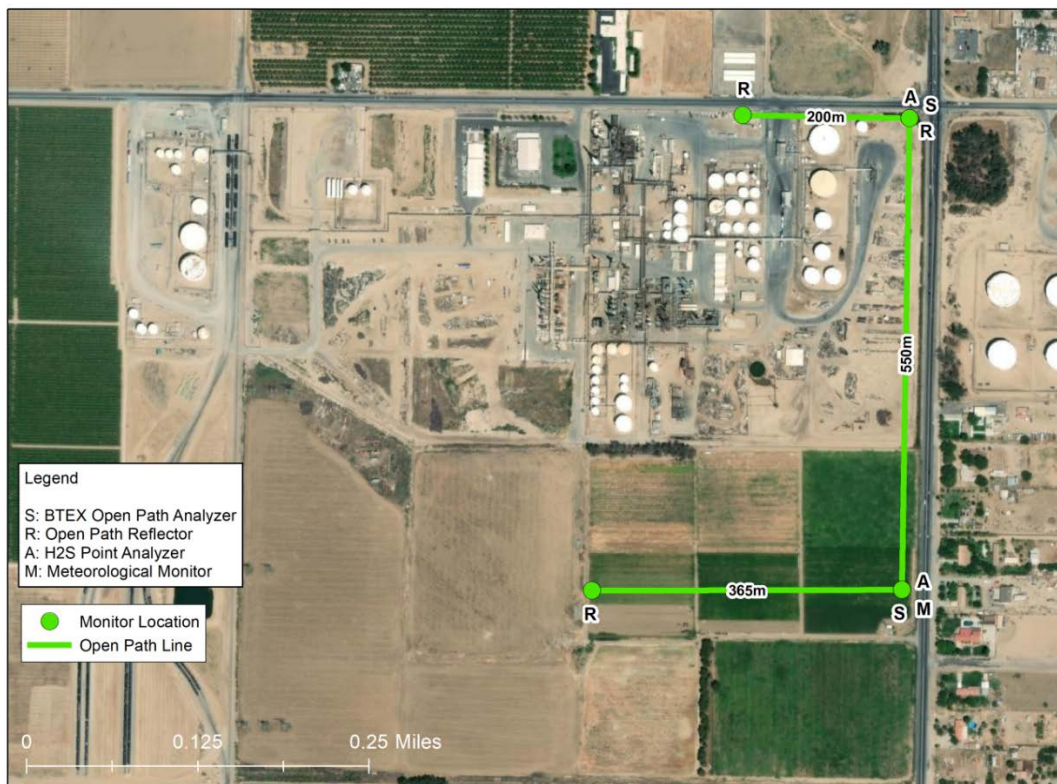 R
A S
200m
R
550m
Legend
S: BTEX Open Path Analyzer
R: Open Path Reflector
A: H2S Point Analyzer
M: Meteorological Monitor
365m
A
R
S M
Monitor Location
Open Path Line
0 0.125 0.25 Miles